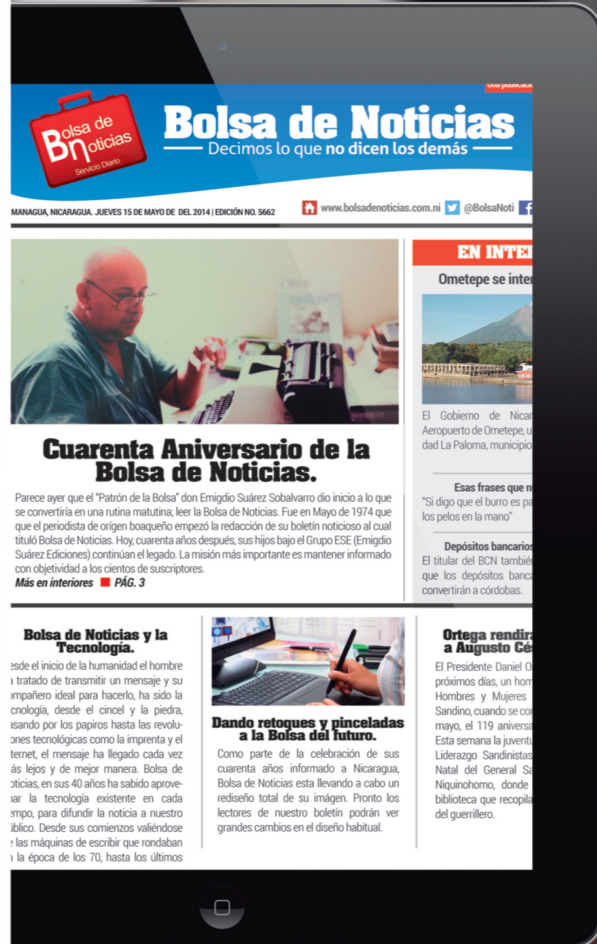 Una publicació
Bolsa de
Noticias
Servicio Diario
Bolsa de Noticias
Decimos lo que no dicen los demás
MANAGUA, NICARAGUA. JUEVES 15 DE MAYO DE DEL 2014 | EDICIÓN NO. 5662
www.bolsadenoticias.com.ni
@BolsaNoti
Cuarenta Aniversario de la
Bolsa de Noticias.
Parece ayer que el "Patrón de la Bolsa" don Emigdio Suárez Sobalvarro dio inicio a lo que
se convertiría en una rutina matutina; leer la Bolsa de Noticias. Fue en Mayo de 1974 que
que el periodista de orígen boaqueño empezó la redacción de su boletín noticioso al cual
tituló Bolsa de Noticias. Hoy, cuarenta años después, sus hijos bajo el Grupo ESE (Emigdio
Suárez Ediciones) continúan el legado. La misión más importante es mantener informado
con objetividad a los cientos de suscriptores.
Más en interiores PÁG. 3
EN INTE
Ometepe se inte
El Gobierno de Nicar
Aeropuerto de Ometepe, u
dad La Paloma, municipio
Esas frases que n
"Si digo que el burro es pa
los pelos en la mano"
Depósitos bancarios
El titular del BCN tambié
que los depósitos banca
convertirán a córdobas.
Bolsa de Noticias y la
Tecnología.
esde el inicio de la humanidad el hombre
a tratado de transmitir un mensaje y su
ompañero ideal para hacerlo, ha sido la
cnología, desde el cincel y la piedra,
asando por los papiros hasta las revolu-
ones tecnológicas como la imprenta y el
ternet, el mensaje ha llegado cada vez
ás lejos y de mejor manera. Bolsa de
oticias, en sus 40 años ha sabido aprove-
har la tecnología existente en cada
empo, para difundir la noticia a nuestro
úblico. Desde sus comienzos valiéndose
e las máquinas de escribir que rondaban
n la época de los 70, hasta los últimos
Dando retoques y pinceladas
a la Bolsa del futuro.
Como parte de la celebración de sus
cuarenta años informado a Nicaragua,
Bolsa de Noticias esta llevando a cabo un
rediseño total de su imágen. Pronto los
lectores de nuestro boletín podrán ver
grandes cambios en el diseño habitual.
Ortega rendirá
a Augusto Cés
El Presidente Daniel O
próximos días, un hom
Hombres y Mujeres
Sandino, cuando se co
mayo, el 119 aniversa
Esta semana la juventu
Liderazgo Sandinistas
Natal del General Sa
Niquinohomo, donde
biblioteca que recopila
del guerrillero.